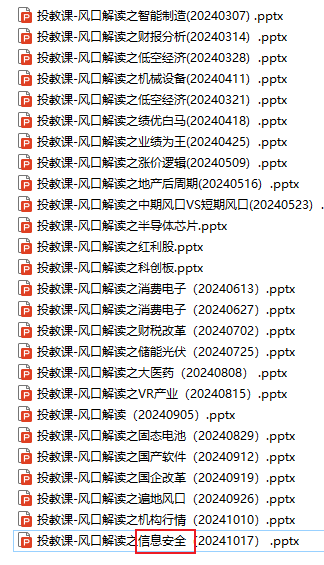 投教课-风口解读之智能制造(20240307) .pptx
投教课-风口解读之财报分析(20240314)  .pptx
投教课-风口解读之低空经济(20240328)  .pptx
投教课-风口解读之机械设备(20240411)  .pptx
投教课-风口解读之低空经济(20240321)  .pptx
投教课-风口解读之绩优白马(20240418)  .pptx
投教课-风口解读之业绩为王(20240425)  .pptx
投教课-风口解读之涨价逻辑(20240509)  .pptx
投教课-风口解读之地产后周期(20240516)  .pptx
投教课-风口解读之中期风口VS短期风口(20240523)  .pptx
投教课-风口解读之半导体芯片.pptx
投教课-风口解读之红利股.pptx
投教课-风口解读之科创板.pptx
投教课-风口解读之消费电子（20240613）.pptx
投教课-风口解读之消费电子（20240627）.pptx
投教课-风口解读之财税改革（20240702）.pptx
投教课-风口解读之储能光伏（20240725）.pptx
投教课-风口解读之大医药（20240808） .pptx
投教课-风口解读之VR产业（20240815）.pptx
投教课-风口解读（20240905）.pptx
投教课-风口解读之固态电池（20240829）.pptx
投教课-风口解读之国产软件（20240912）.pptx
投教课-风口解读之国企改革（20240919）.pptx
投教课-风口解读之遍地风口（20240926）.pptx
投教课-风口解读之机构行情（20241010）.pptx
投教课-风口解读之信息安全（20241017） .pptx